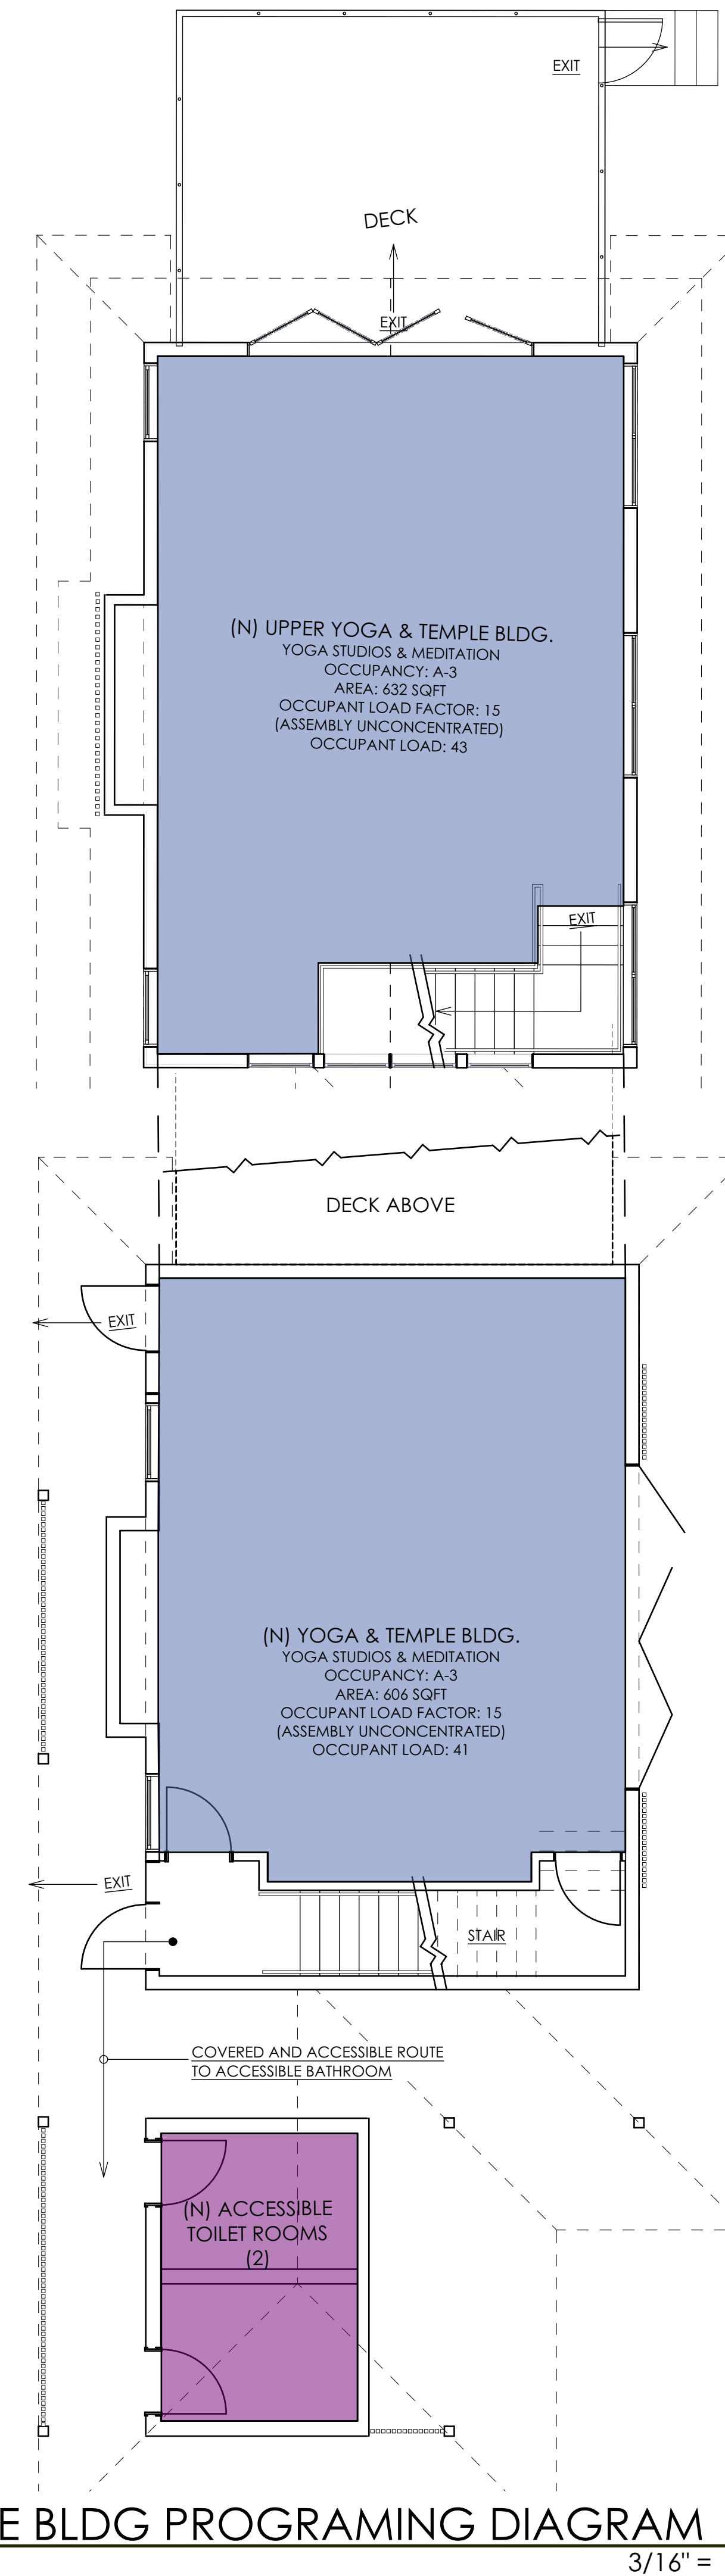 EXIT
DECK
EXIT
(N) UPPER YOGA & TEMPLE BLDG.
YOGA STUDIOS & MEDITATION
OCCUPANCY: A-3
AREA: 632 SQFT
OCCUPANT LOAD FACTOR: 15
(ASSEMBLY UNCONCENTRATED)
OCCUPANT LOAD: 43
EXIT
DECK ABOVE
EXIT
(N) YOGA & TEMPLE BLDG.
YOGA STUDIOS & MEDITATION
OCCUPANCY: A-3
AREA: 606 SQFT
OCCUPANT LOAD FACTOR: 15
(ASSEMBLY UNCONCENTRATED)
OCCUPANT LOAD: 41
EXIT
STAIR
COVERED AND ACCESSIBLE ROUTE
TO ACCESSIBLE BATHROOM
(N) ACCESSIBLE
TOILET ROOMS
(2)
E BLDG PROGRAMING DIAGRAM
3/16" =